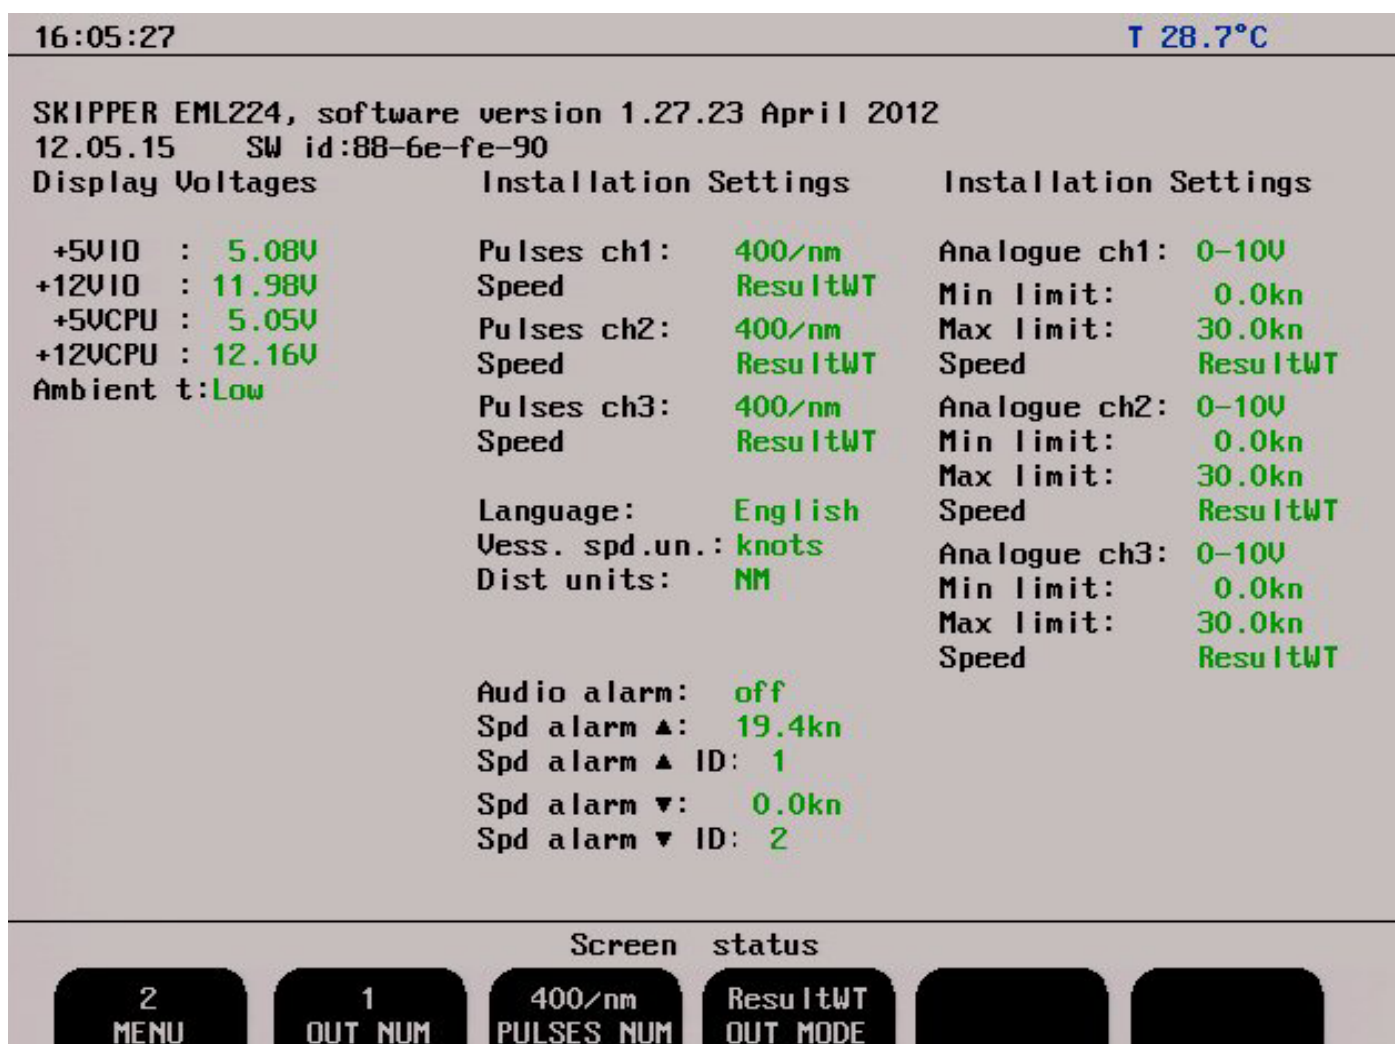 16:05:27 T 28.7°C
SKIPPER EML224, software version 1.27.23 April 2012
12.05.15 SW id:88-6e-fe-90
Display Voltages
+5VIO : 5.08V
+12VIO : 11.98V
+5VCPU : 5.05V
+12VCPU : 12.16V
Ambient t:Low
Installation Settings
Pulses ch1: 400/nm
Speed ResultWT
Pulses ch2: 400/nm
Speed ResultWT
Pulses ch3: 400/nm
Speed ResultWT
Language: English
Vess. spd.un.: knots
Dist units: NM
Audio alarm: off
Spd alarm ▲: 19.4kn
Spd alarm ▲ ID: 1
Spd alarm ▼: 0.0kn
Spd alarm ▼ ID: 2
Installation Settings
Analogue ch1: 0-10V
Min limit: 0.0kn
Max limit: 30.0kn
Speed ResultWT
Analogue ch2: 0-10V
Min limit: 0.0kn
Max limit: 30.0kn
Speed ResultWT
Analogue ch3: 0-10V
Min limit: 0.0kn
Max limit: 30.0kn
Speed ResultWT
Screen status
2
MENU
1
OUT NUM
400/nm
PULSES NUM
ResultWT
OUT MODE